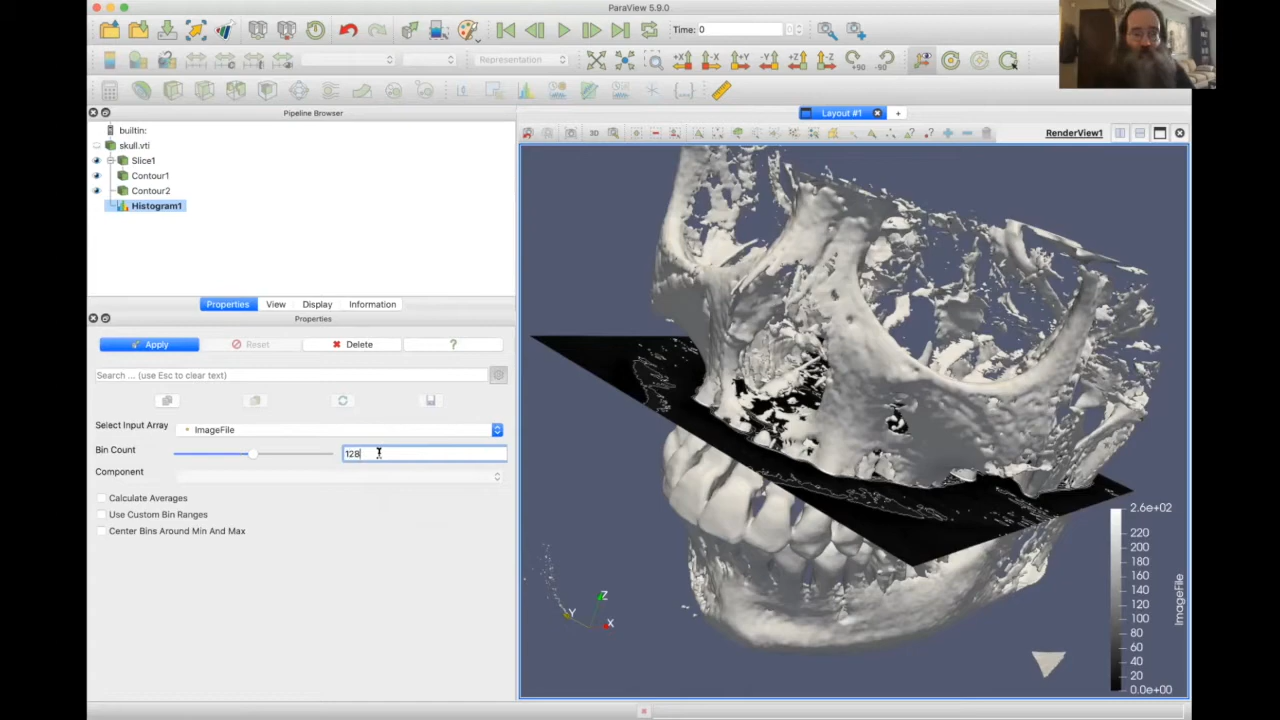 ParaView 5.9.0
Time: 0
Representation
+X -X +Y -Y +Z -Z +90 -90
Pipeline Browser
Layout #1
+
builtin:
skull.vti
Slice1
Contour1
Contour2
Histogram1
3D
RenderView1
Properties
View
Display
Information
Properties
Apply
Reset
Delete
?
Search ... (use Esc to clear text)
Select Input Array
ImageFile
Bin Count
128
Component
Calculate Averages
Use Custom Bin Ranges
Center Bins Around Min And Max
2.6e+02
220
200
180
160
140
120
100
80
60
40
20
0.0e+00
ImageFile
Z
Y
X